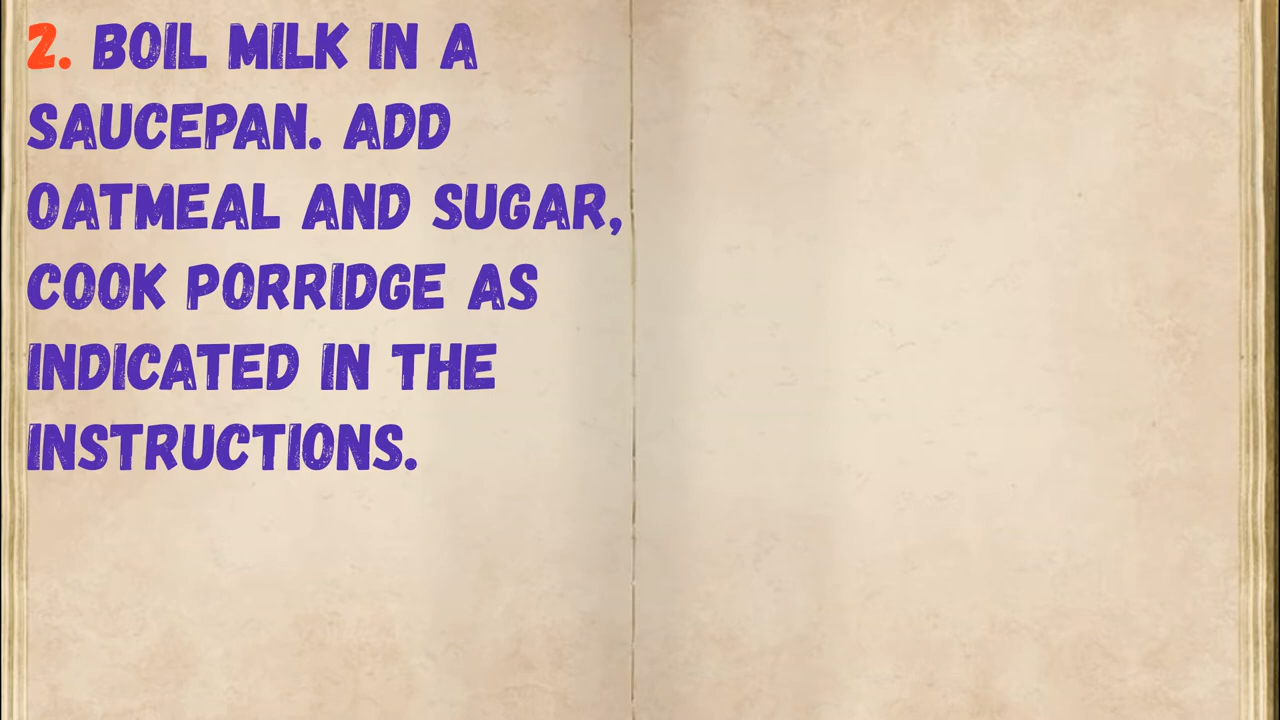 2. BOIL MILK IN A
SAUCEPAN. ADD
OATMEAL AND SUGAR,
COOK PORRIDGE AS
INDICATED IN THE
INSTRUCTIONS.